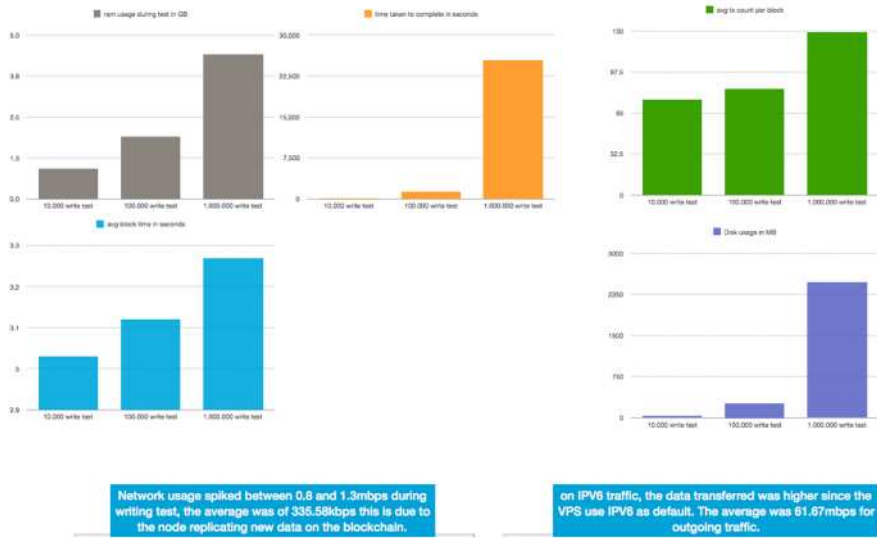 ram usage during test in GB
5.0
3.8
2.5
1.3
0.0
10.000 write test
100.000 write test
1.000.000 write test
time taken to complete in seconds
30,000
22,500
15,000
7,500
0
10,000 write test
100.000 write test
1.000.000 write test
avg tx count per block
130
97.5
65
32.5
0
10.000 write test
100.000 write test
1.000.000 write test
avg block time in seconds
3.3
3.2
3.1
3
2.9
10.000 write test
100.000 write test
1.000.000 write test
Disk usage in MB
3000
2250
1500
750
0
10.000 write test
100.000 write test
1.000.000 write test
Network usage spiked between 0.8 and 1.3mbps during
writing test, the average was of 335.58kbps this is due to
the node replicating new data on the blockchain.
on IPV6 traffic, the data transferred was higher since the
VPS use IPV6 as default. The average was 61.67mbps for
outgoing traffic.